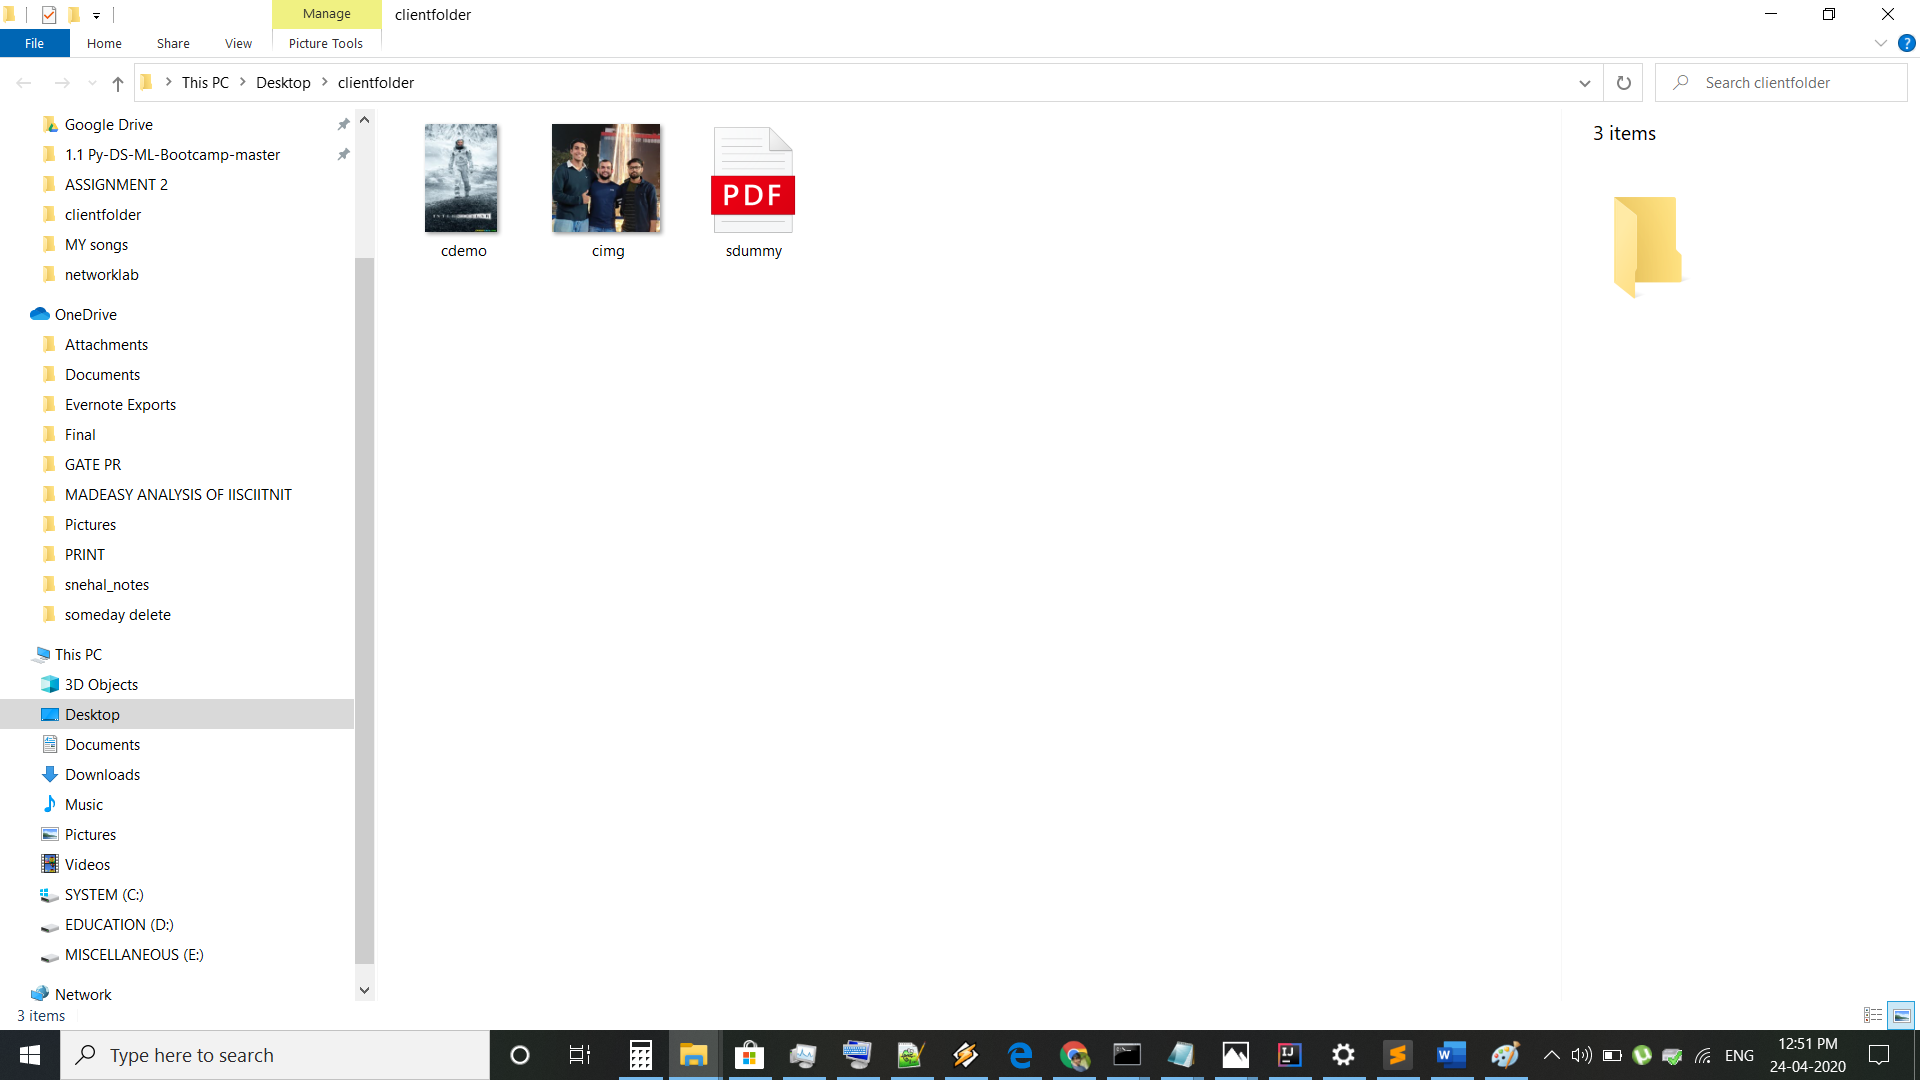 Manage
clientfolder
File
Home
Share
View
Picture Tools
This PC
Desktop
clientfolder
Search clientfolder
Google Drive
1.1 Py-DS-ML-Bootcamp-master
ASSIGNMENT 2
clientfolder
MY songs
networklab
OneDrive
Attachments
Documents
Evernote Exports
Final
GATE PR
MADEASY ANALYSIS OF IISCIITNIT
Pictures
PRINT
snehal_notes
someday delete
This PC
3D Objects
Desktop
Documents
Downloads
Music
Pictures
Videos
SYSTEM (C:)
EDUCATION (D:)
MISCELLANEOUS (E:)
Network
3 items
PDF
cdemo
cimg
sdummy
3 items
Type here to search
ENG
12:51 PM
24-04-2020